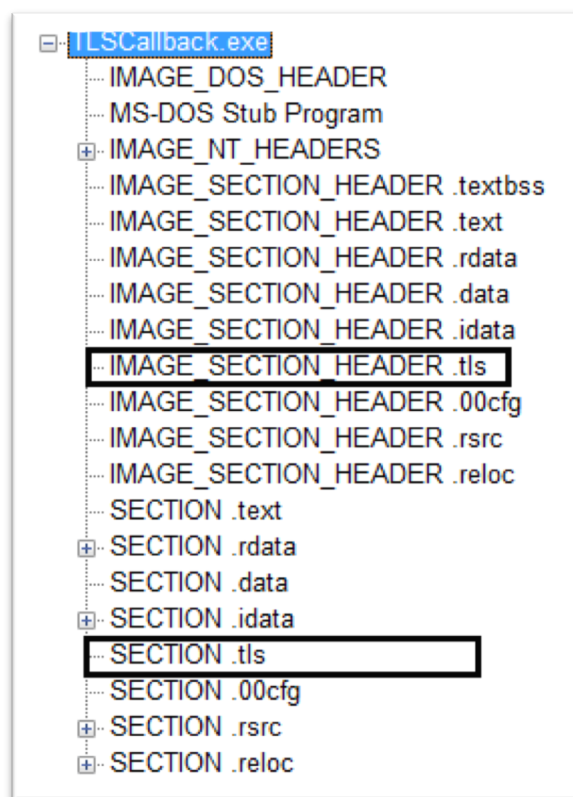 TLSCallback.exe
IMAGE_DOS_HEADER
MS-DOS Stub Program
IMAGE_NT_HEADERS
IMAGE_SECTION_HEADER .textbss
IMAGE_SECTION_HEADER .text
IMAGE_SECTION_HEADER .rdata
IMAGE_SECTION_HEADER .data
IMAGE_SECTION_HEADER .idata
IMAGE_SECTION_HEADER .tls
IMAGE_SECTION_HEADER .00cfg
IMAGE_SECTION_HEADER .rsrc
IMAGE_SECTION_HEADER .reloc
SECTION .text
SECTION .rdata
SECTION .data
SECTION .idata
SECTION .tls
SECTION .00cfg
SECTION .rsrc
SECTION .reloc